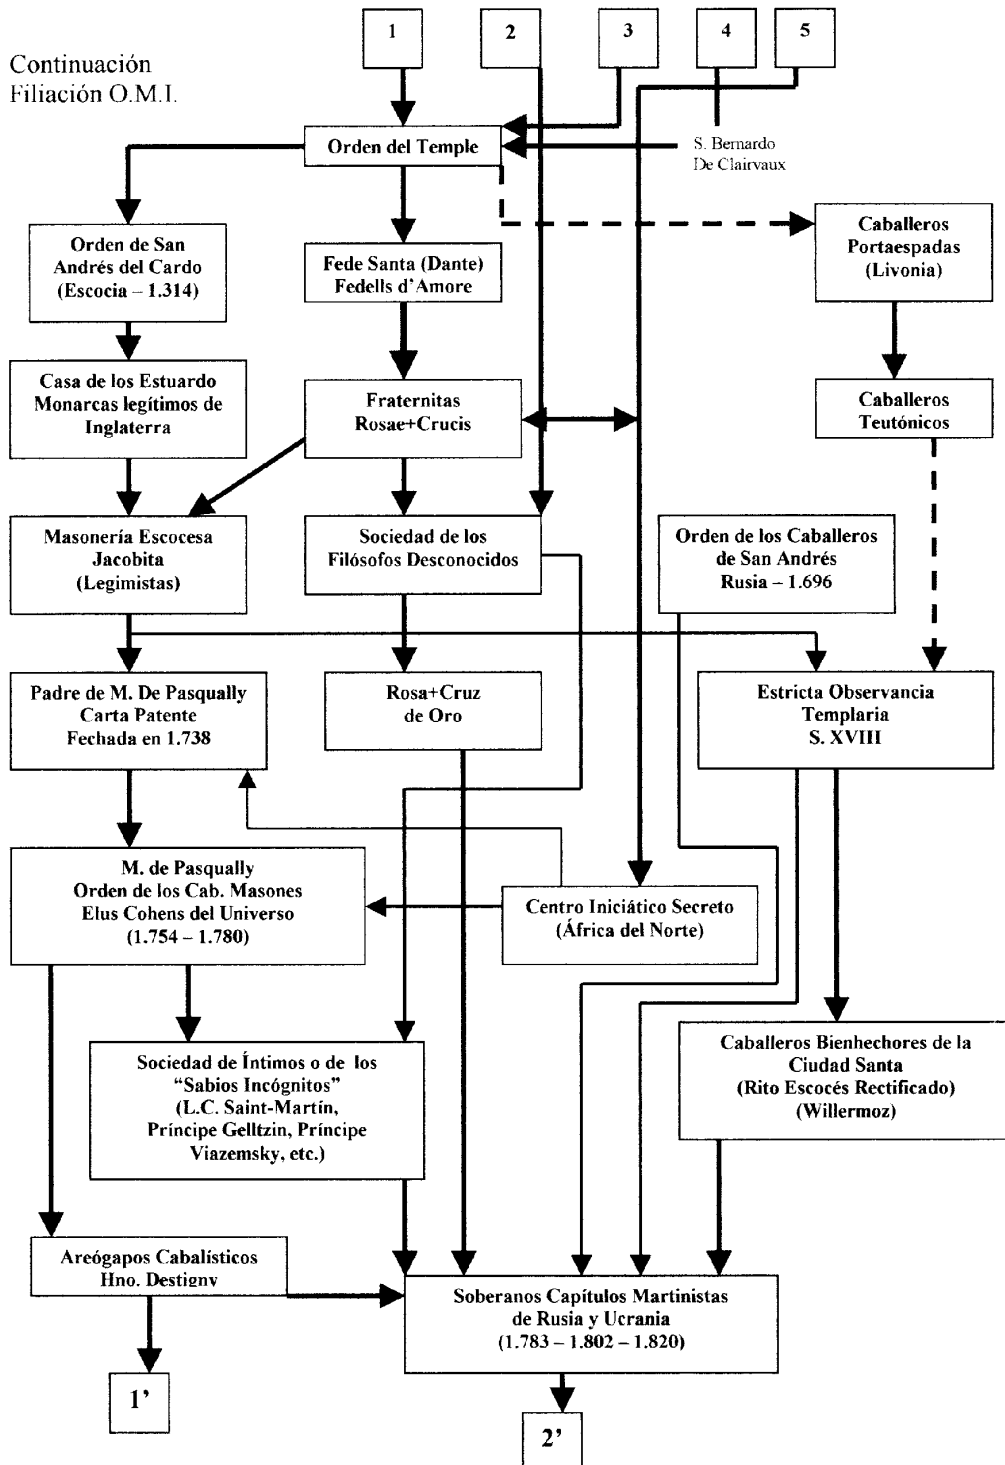 1
2
3
4
5
Continuación
Filiación O.M.I.
Orden del Temple
S. Bernardo
De Clairvaux
Orden de San
Andrés del Cardo
(Escocia – 1.314)
Fede Santa (Dante)
Fedells d’Amore
Caballeros
Portaespadas
(Livonia)
Casa de los Estuardo
Monarcas legítimos de
Inglaterra
Fraternitas
Rosae+Crucis
Caballeros
Teutónicos
Masonería Escocesa
Jacobita
(Legimistas)
Sociedad de los
Filósofos Desconocidos
Orden de los Caballeros
de San Andrés
Rusia – 1.696
Padre de M. De Pasqually
Carta Patente
Fechada en 1.738
Rosa+Cruz
de Oro
Estricta Observancia
Templaria
S. XVIII
M. de Pasqually
Orden de los Cab. Masones
Elus Cohens del Universo
(1.754 – 1.780)
Centro Iniciático Secreto
(África del Norte)
Sociedad de Íntimos o de los
“Sabios Incógnitos”
(L.C. Saint-Martín,
Príncipe Gelltzin, Príncipe
Viazemsky, etc.)
Caballeros Bienhechores de la
Ciudad Santa
(Rito Escocés Rectificado)
(Willermoz)
Areógapos Cabalísticos
Hno. Destigny
Soberanos Capítulos Martinistas
de Rusia y Ucrania
(1.783 – 1.802 – 1.820)
1’
2’